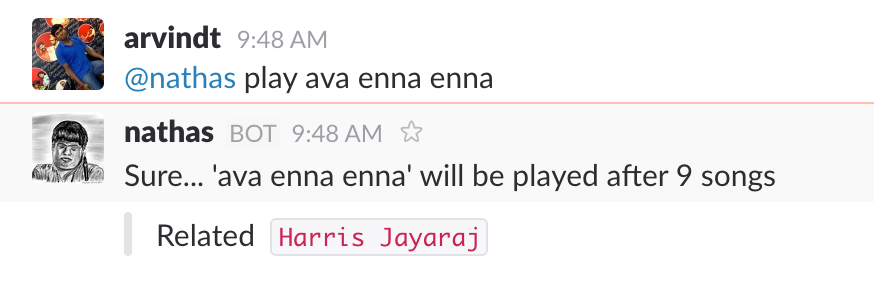 arvindt 9:48 AM
@nathas play ava enna enna
nathas BOT 9:48 AM
Sure... 'ava enna enna' will be played after 9 songs
Related Harris Jayaraj